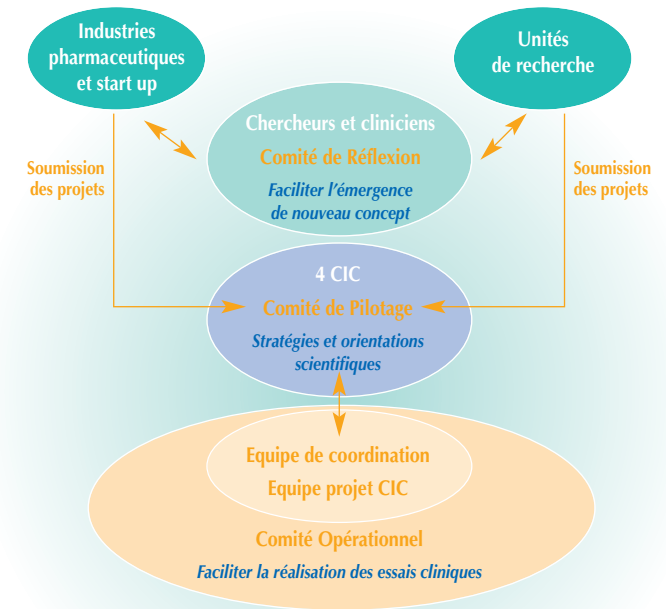 Industries
pharmaceutiques
et start up
Unités
de recherche
Chercheurs et cliniciens
Comité de Réflexion
Faciliter l'émergence
de nouveau concept
Soumission
des projets
Soumission
des projets
4 CIC
Comité de Pilotage
Stratégies et orientations
scientifiques
Equipe de coordination
Equipe projet CIC
Comité Opérationnel
Faciliter la réalisation des essais cliniques